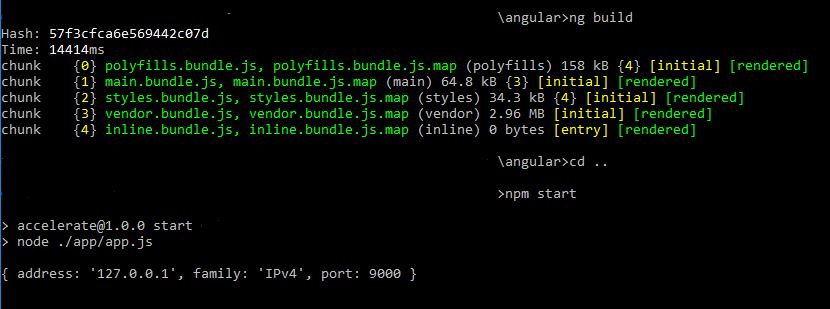 \angular>ng build
Hash: 57f3cfca6e569442c07d
Time: 14414ms
chunk    {0} polyfills.bundle.js, polyfills.bundle.js.map (polyfills) 158 kB {4} [initial] [rendered]
chunk    {1} main.bundle.js, main.bundle.js.map (main) 64.8 kB {3} [initial] [rendered]
chunk    {2} styles.bundle.js, styles.bundle.js.map (styles) 34.3 kB {4} [initial] [rendered]
chunk    {3} vendor.bundle.js, vendor.bundle.js.map (vendor) 2.96 MB [initial] [rendered]
chunk    {4} inline.bundle.js, inline.bundle.js.map (inline) 0 bytes [entry] [rendered]
\angular>cd ..
>npm start
> accelerate@1.0.0 start
> node ./app/app.js
{ address: '127.0.0.1', family: 'IPv4', port: 9000 }